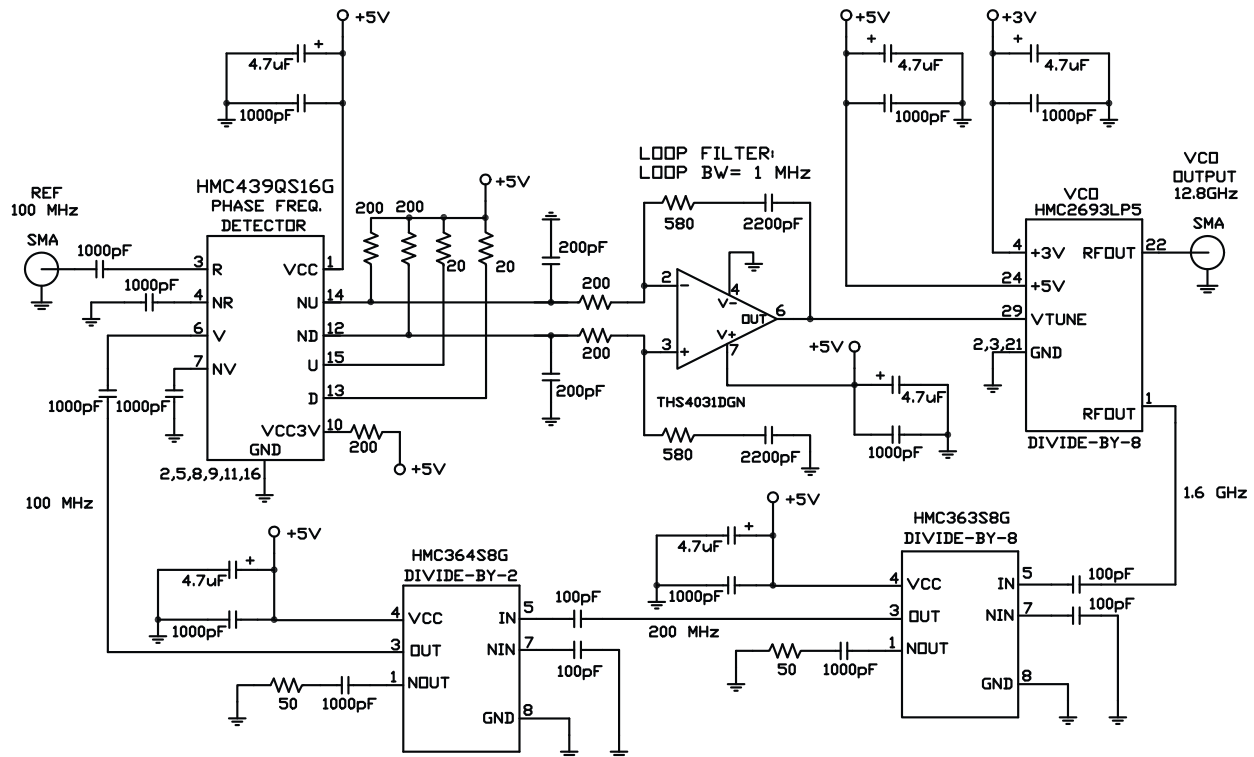 +5V
+
4.7uF
1000pF
+5V
+
4.7uF
1000pF
+3V
+
4.7uF
1000pF
REF
100 MHz
SMA
1000pF
1000pF
HMC439QS16G
PHASE FREQ.
DETECTOR
3 R
4 NR
6 V
7 NV
VCC 1
NU 14
ND 12
U 15
D 13
VCC3V 10
GND
2,5,8,9,11,16
1000pF
1000pF
200
+5V
200
200
20
20
+5V
200pF
200
200
200pF
LOOP FILTER:
LOOP BW= 1 MHz
580
2200pF
2 -
3 +
4
V-
OUT 6
V+
7
THS4031DGN
580
2200pF
+5V
+
4.7uF
1000pF
VCO
HMC2693LP5
4 +3V
24 +5V
29 VTUNE
2,3,21 GND
RFOUT 22
RFOUT 1
DIVIDE-BY-8
VCO
OUTPUT
12.8GHz
SMA
1.6 GHz
100 MHz
+5V
+
4.7uF
1000pF
HMC364S8G
DIVIDE-BY-2
4 VCC
3 OUT
1 NOUT
IN 5
NIN 7
GND 8
50
1000pF
100pF
100pF
200 MHz
+5V
+
4.7uF
1000pF
HMC363S8G
DIVIDE-BY-8
4 VCC
3 OUT
1 NOUT
IN 5
NIN 7
GND 8
50
1000pF
100pF
100pF